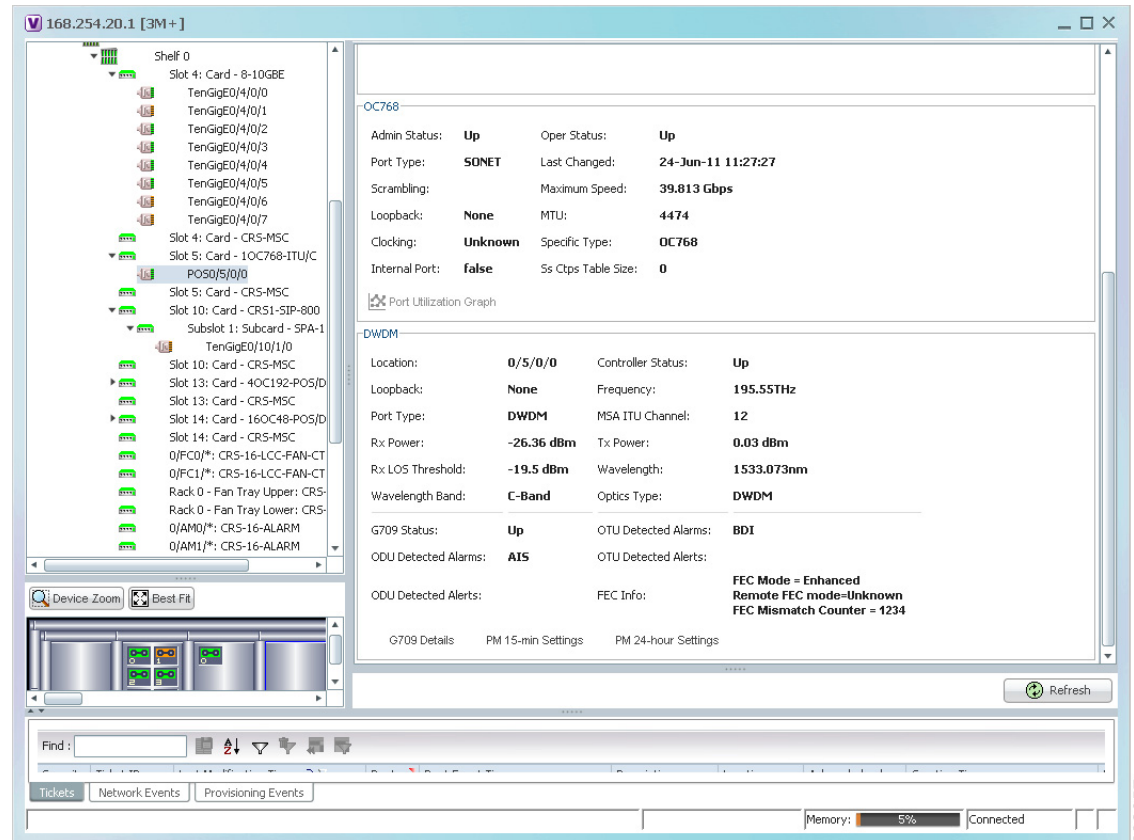 168.254.20.1 [3M+]
Shelf 0
Slot 4: Card - 8-10GBE
TenGigE0/4/0/0
TenGigE0/4/0/1
TenGigE0/4/0/2
TenGigE0/4/0/3
TenGigE0/4/0/4
TenGigE0/4/0/5
TenGigE0/4/0/6
TenGigE0/4/0/7
Slot 4: Card - CRS-MSC
Slot 5: Card - 1OC768-ITU/C
POS0/5/0/0
Slot 5: Card - CRS-MSC
Slot 10: Card - CRS1-SIP-800
Subslot 1: Subcard - SPA-1
TenGigE0/10/1/0
Slot 10: Card - CRS-MSC
Slot 13: Card - 4OC192-POS/D
Slot 13: Card - CRS-MSC
Slot 14: Card - 16OC48-POS/D
Slot 14: Card - CRS-MSC
0/FC0/*: CRS-16-LCC-FAN-CT
0/FC1/*: CRS-16-LCC-FAN-CT
Rack 0 - Fan Tray Upper: CRS-
Rack 0 - Fan Tray Lower: CRS-
0/AM0/*: CRS-16-ALARM
0/AM1/*: CRS-16-ALARM
Device Zoom Best Fit
0 1 0
2 3
OC768
Admin Status: Up Oper Status: Up
Port Type: SONET Last Changed: 24-Jun-11 11:27:27
Scrambling: Maximum Speed: 39.813 Gbps
Loopback: None MTU: 4474
Clocking: Unknown Specific Type: OC768
Internal Port: false Ss Ctps Table Size: 0
Port Utilization Graph
DWDM
Location: 0/5/0/0 Controller Status: Up
Loopback: None Frequency: 195.55THz
Port Type: DWDM MSA ITU Channel: 12
Rx Power: -26.36 dBm Tx Power: 0.03 dBm
Rx LOS Threshold: -19.5 dBm Wavelength: 1533.073nm
Wavelength Band: C-Band Optics Type: DWDM
G709 Status: Up OTU Detected Alarms: BDI
ODU Detected Alarms: AIS OTU Detected Alerts:
ODU Detected Alerts: FEC Info: FEC Mode = Enhanced
Remote FEC mode=Unknown
FEC Mismatch Counter = 1234
G709 Details PM 15-min Settings PM 24-hour Settings
Refresh
Find :
Tickets Network Events Provisioning Events
Memory: 5% Connected